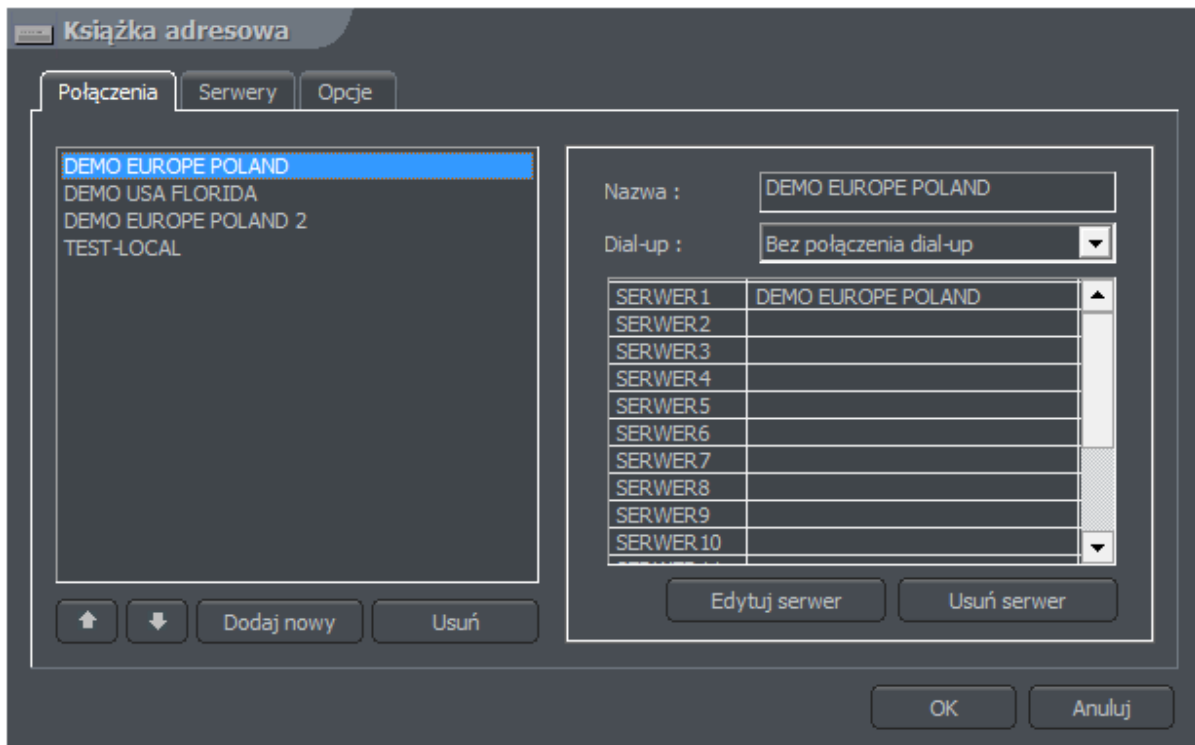 Książka adresowa
Połączenia Serwery Opcje
DEMO EUROPE POLAND
DEMO USA FLORIDA
DEMO EUROPE POLAND 2
TEST-LOCAL
Dodaj nowy Usuń
Nazwa : DEMO EUROPE POLAND
Dial-up : Bez połączenia dial-up
SERWER1 DEMO EUROPE POLAND
SERWER2
SERWER3
SERWER4
SERWER5
SERWER6
SERWER7
SERWER8
SERWER9
SERWER10
Edytuj serwer Usuń serwer
OK Anuluj